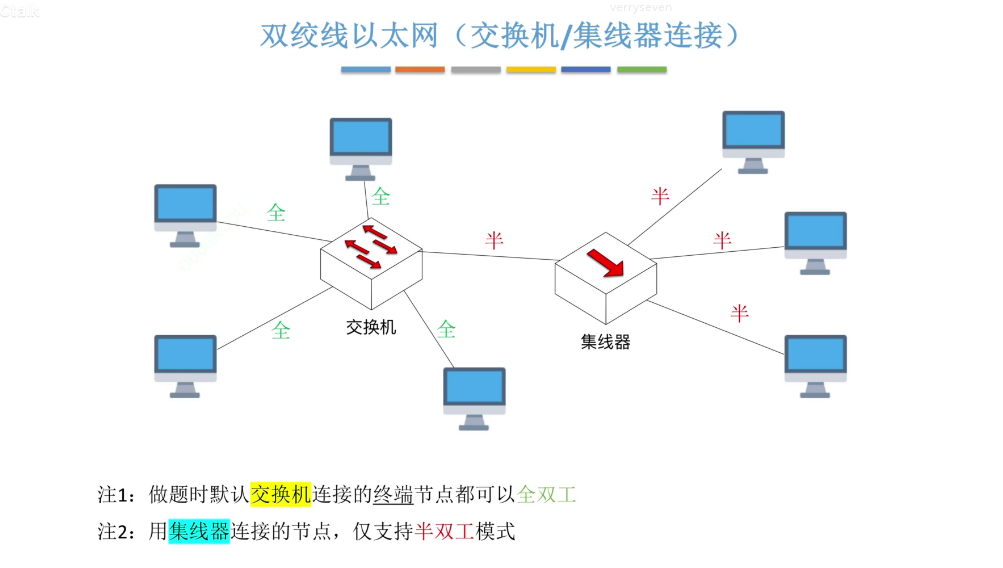 Gtalk
verryseven
双绞线以太网（交换机/集线器连接）
全
全
半
半
半
全
全
半
交换机
集线器
注1：做题时默认交换机连接的终端节点都可以全双工
注2：用集线器连接的节点，仅支持半双工模式